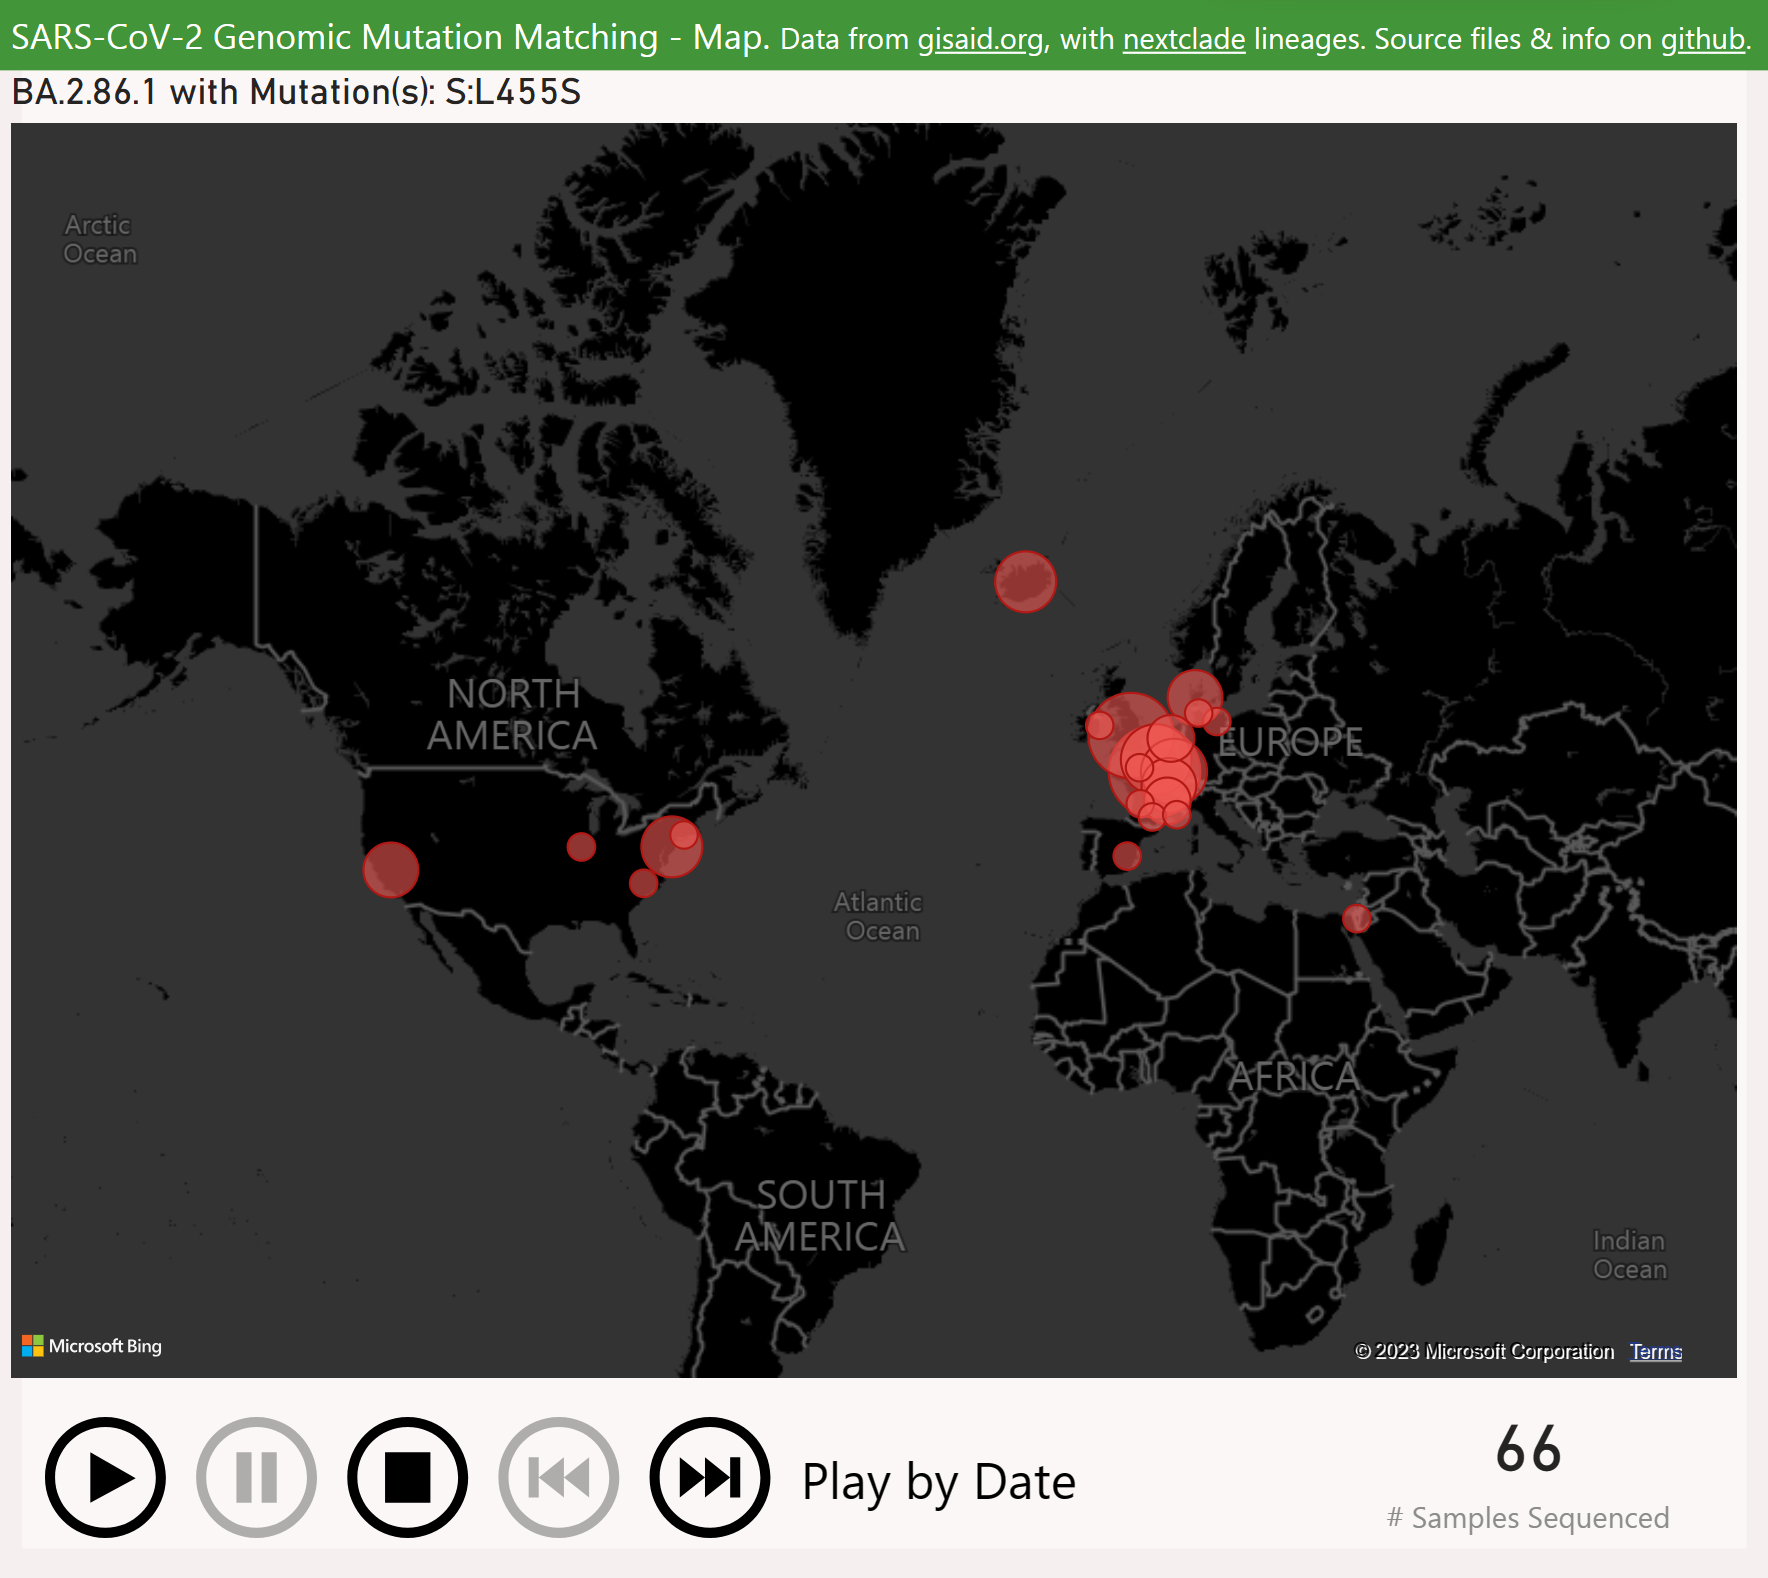 SARS-CoV-2 Genomic Mutation Matching - Map. Data from gisaid.org, with nextclade lineages. Source files & info on github.
BA.2.86.1 with Mutation(s): S:L455S
Arctic
Ocean
NORTH
AMERICA
EUROPE
Atlantic
Ocean
AFRICA
SOUTH
AMERICA
Indian
Ocean
Microsoft Bing
© 2023 Microsoft Corporation Terms
Play by Date
66
# Samples Sequenced